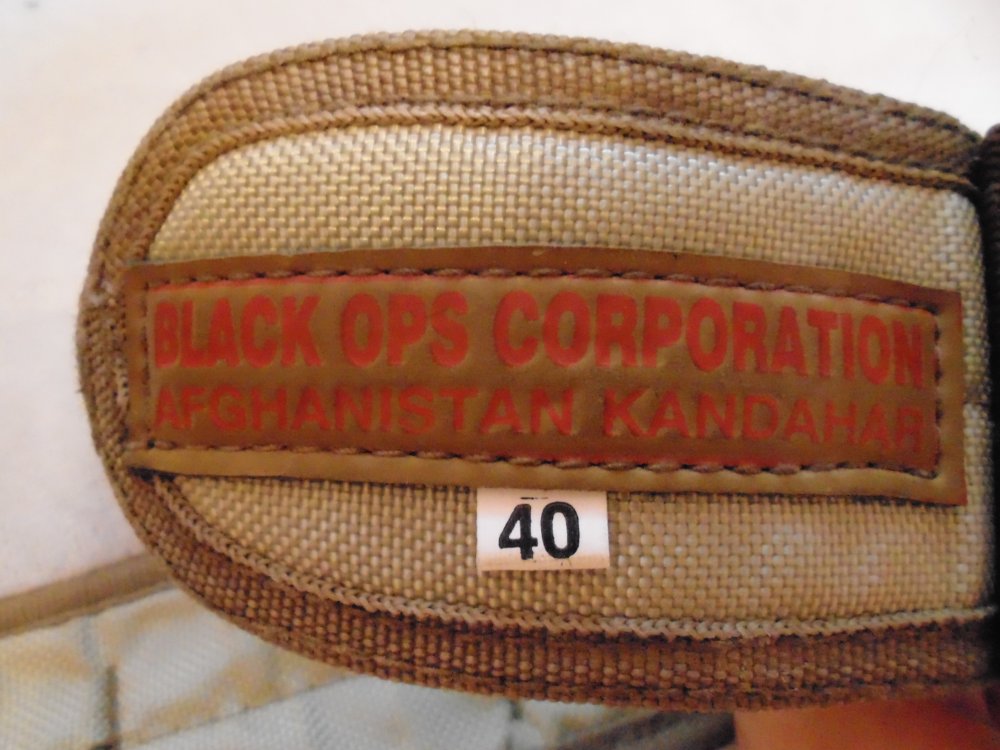 BLACK OPS CORPORATION
AFGHANISTAN KANDAHAR
40